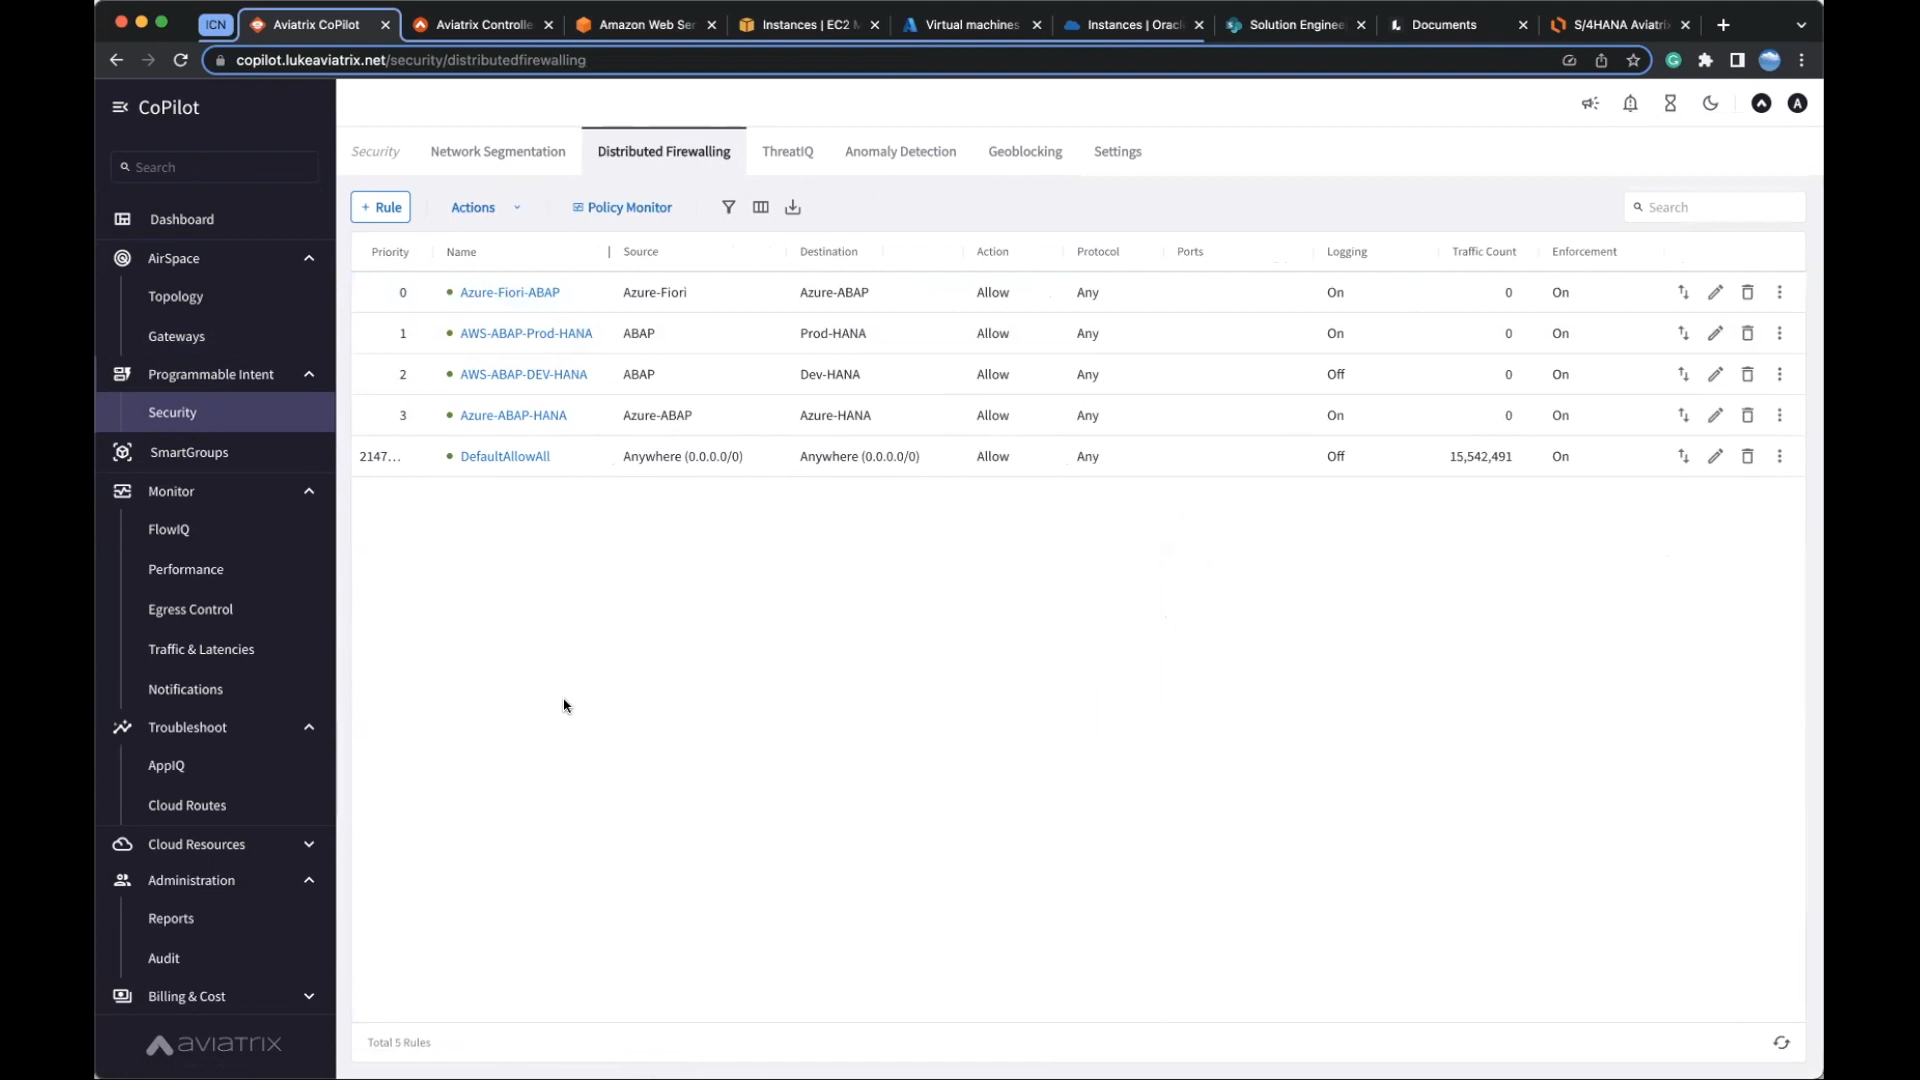 ICN
Aviatrix CoPilot
Aviatrix Controlle
Amazon Web Ser
Instances | EC2 M
Virtual machines
Instances | Oracl
Solution Enginee
Documents
S/4HANA Aviatri
copilot.lukeaviatrix.net/security/distributedfirewalling
CoPilot
Search
Dashboard
AirSpace
Topology
Gateways
Programmable Intent
Security
SmartGroups
Monitor
FlowIQ
Performance
Egress Control
Traffic & Latencies
Notifications
Troubleshoot
AppIQ
Cloud Routes
Cloud Resources
Administration
Reports
Audit
Billing & Cost
aviatrix
A
Security Network Segmentation Distributed Firewalling ThreatIQ Anomaly Detection Geoblocking Settings
+ Rule Actions Policy Monitor Search
Priority Name Source Destination Action Protocol Ports Logging Traffic Count Enforcement
0 Azure-Fiori-ABAP Azure-Fiori Azure-ABAP Allow Any On 0 On
1 AWS-ABAP-Prod-HANA ABAP Prod-HANA Allow Any On 0 On
2 AWS-ABAP-DEV-HANA ABAP Dev-HANA Allow Any Off 0 On
3 Azure-ABAP-HANA Azure-ABAP Azure-HANA Allow Any On 0 On
2147... DefaultAllowAll Anywhere (0.0.0.0/0) Anywhere (0.0.0.0/0) Allow Any Off 15,542,491 On
Total 5 Rules